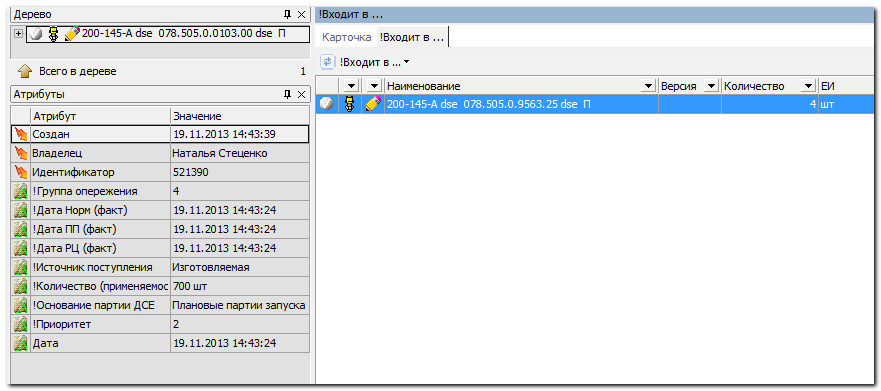 Дерево
200-145-A dse 078.505.0.0103.00 dse П
Всего в дереве 1
Атрибуты
Атрибут Значение
Создан 19.11.2013 14:43:39
Владелец Наталья Стеценко
Идентификатор 521390
!Группа опережения 4
!Дата Норм (факт) 19.11.2013 14:43:24
!Дата ПП (факт) 19.11.2013 14:43:24
!Дата РЦ (факт) 19.11.2013 14:43:24
!Источник поступления Изготовляемая
!Количество (применяемос 700 шт
!Основание партии ДСЕ Плановые партии запуска
!Приоритет 2
Дата 19.11.2013 14:43:24
!Входит в ...
Карточка !Входит в ...
!Входит в ...
Наименование Версия Количество ЕИ
200-145-A dse 078.505.0.9563.25 dse П 4 шт